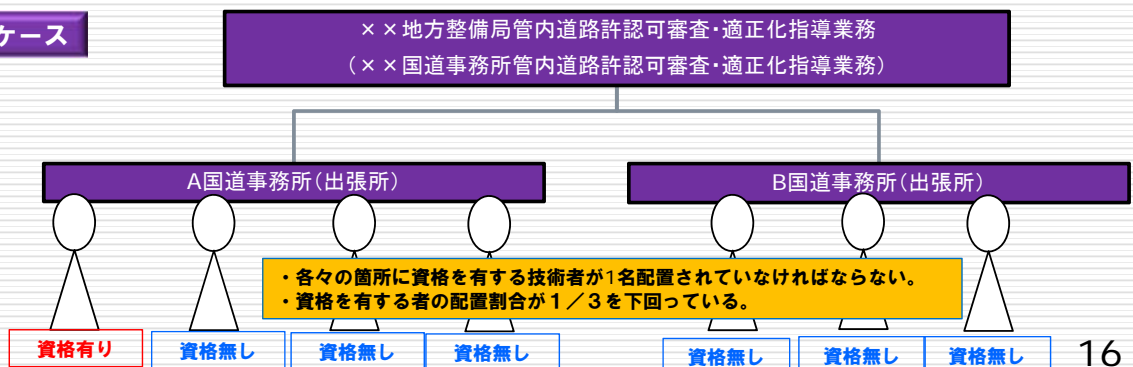 ケース
××地方整備局管内道路許認可審査・適正化指導業務
(××国道事務所管内道路許認可審査・適正化指導業務)
A国道事務所(出張所)
B国道事務所(出張所)
・各々の箇所に資格を有する技術者が1名配置されていなければならない。
・資格を有する者の配置割合が1/3を下回っている。
資格有り
資格無し
資格無し
資格無し
資格無し
資格無し
資格無し
16